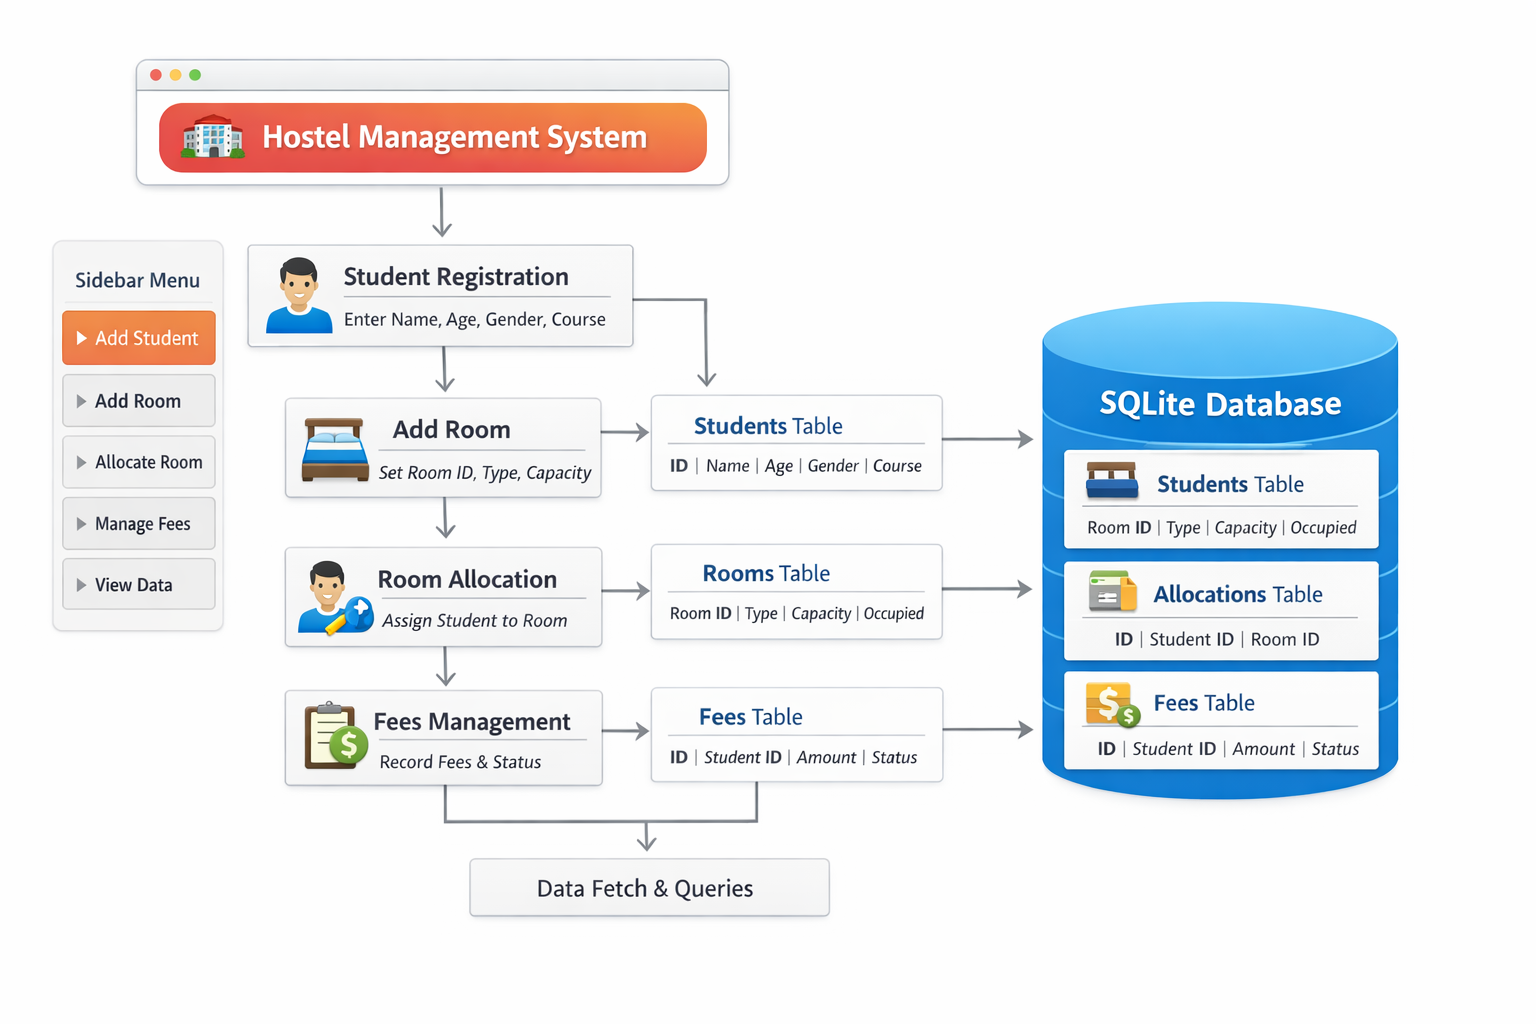 Hostel Management System
Sidebar Menu
Add Student
Add Room
Allocate Room
Manage Fees
View Data
Student Registration
Enter Name, Age, Gender, Course
Add Room
Set Room ID, Type, Capacity
Room Allocation
Assign Student to Room
Fees Management
Record Fees & Status
Students Table
ID | Name | Age | Gender | Course
Rooms Table
Room ID | Type | Capacity | Occupied
Fees Table
ID | Student ID | Amount | Status
Data Fetch & Queries
SQLite Database
Students Table
Room ID | Type | Capacity | Occupied
Allocations Table
ID | Student ID | Room ID
Fees Table
ID | Student ID | Amount | Status